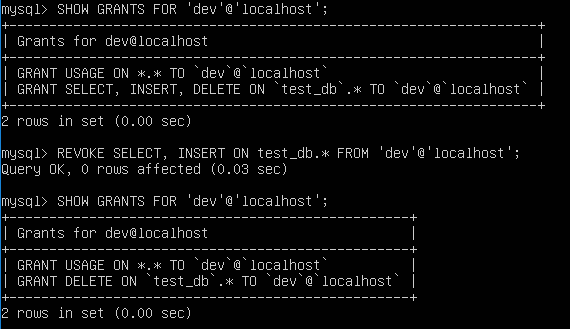 mysql> SHOW GRANTS FOR 'dev'@'localhost';
+---------------------------------------------------------------+
| Grants for dev@localhost                                      |
+---------------------------------------------------------------+
| GRANT USAGE ON *.* TO `dev`@`localhost`                       |
| GRANT SELECT, INSERT, DELETE ON `test_db`.* TO `dev`@`localhost` |
+---------------------------------------------------------------+
2 rows in set (0.00 sec)
mysql> REVOKE SELECT, INSERT ON test_db.* FROM 'dev'@'localhost';
Query OK, 0 rows affected (0.03 sec)
mysql> SHOW GRANTS FOR 'dev'@'localhost';
+--------------------------------------------------+
| Grants for dev@localhost                         |
+--------------------------------------------------+
| GRANT USAGE ON *.* TO `dev`@`localhost`          |
| GRANT DELETE ON `test_db`.* TO `dev`@`localhost` |
+--------------------------------------------------+
2 rows in set (0.00 sec)